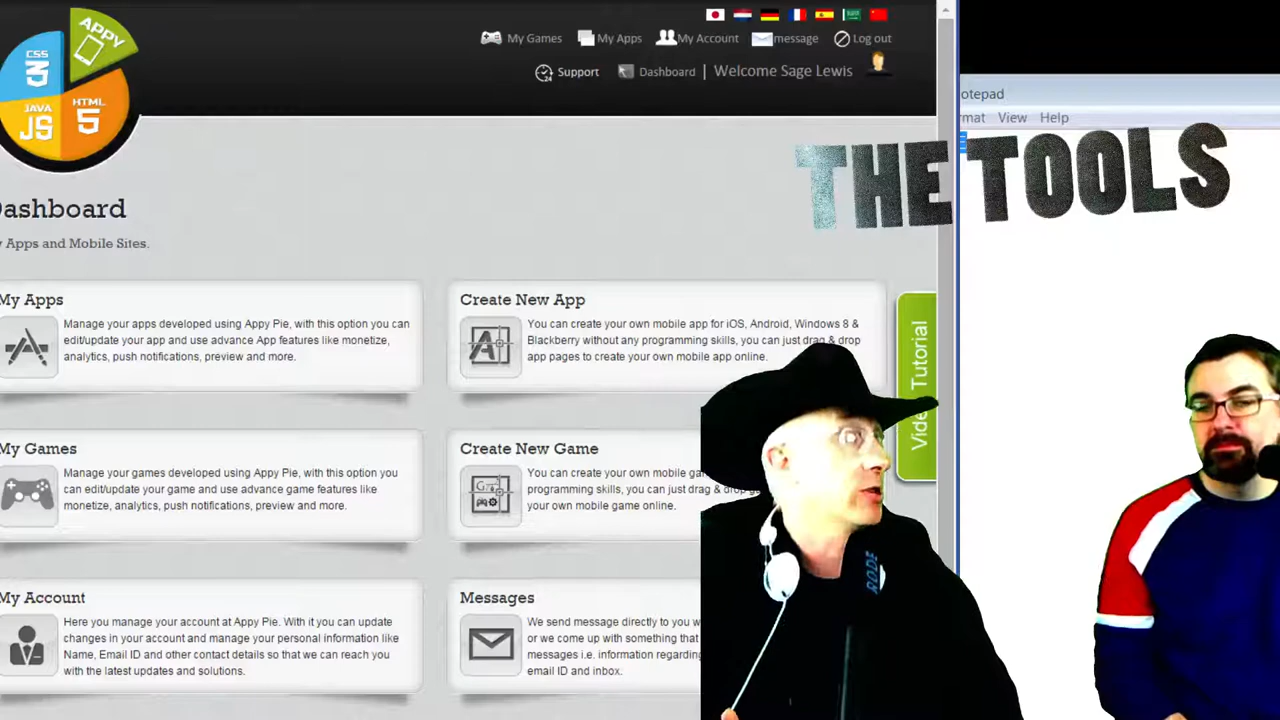 APPY
CSS
3
JAVA
JS
HTML
5
My Games
My Apps
My Account
message
Log out
24
Support
Dashboard
Welcome Sage Lewis
otepad
rmat View Help
THE TOOLS
ashboard
y Apps and Mobile Sites.
My Apps
Manage your apps developed using Appy Pie, with this option you can
edit/update your app and use advance App features like monetize,
analytics, push notifications, preview and more.
Create New App
You can create your own mobile app for iOS, Android, Windows 8 &
Blackberry without any programming skills, you can just drag & drop
app pages to create your own mobile app online.
Video Tutorial
My Games
Manage your games developed using Appy Pie, with this option you
can edit/update your game and use advance game features like
monetize, analytics, push notifications, preview and more.
Create New Game
You can create your own mobile ga
programming skills, you can just drag & drop g
your own mobile game online.
My Account
Here you manage your account at Appy Pie. With it you can update
changes in your account and manage your personal information like
Name, Email ID and other contact details so that we can reach you
with the latest updates and solutions.
Messages
We send message directly to you w
or we come up with something that
messages i.e. information regarding
email ID and inbox.
RODE